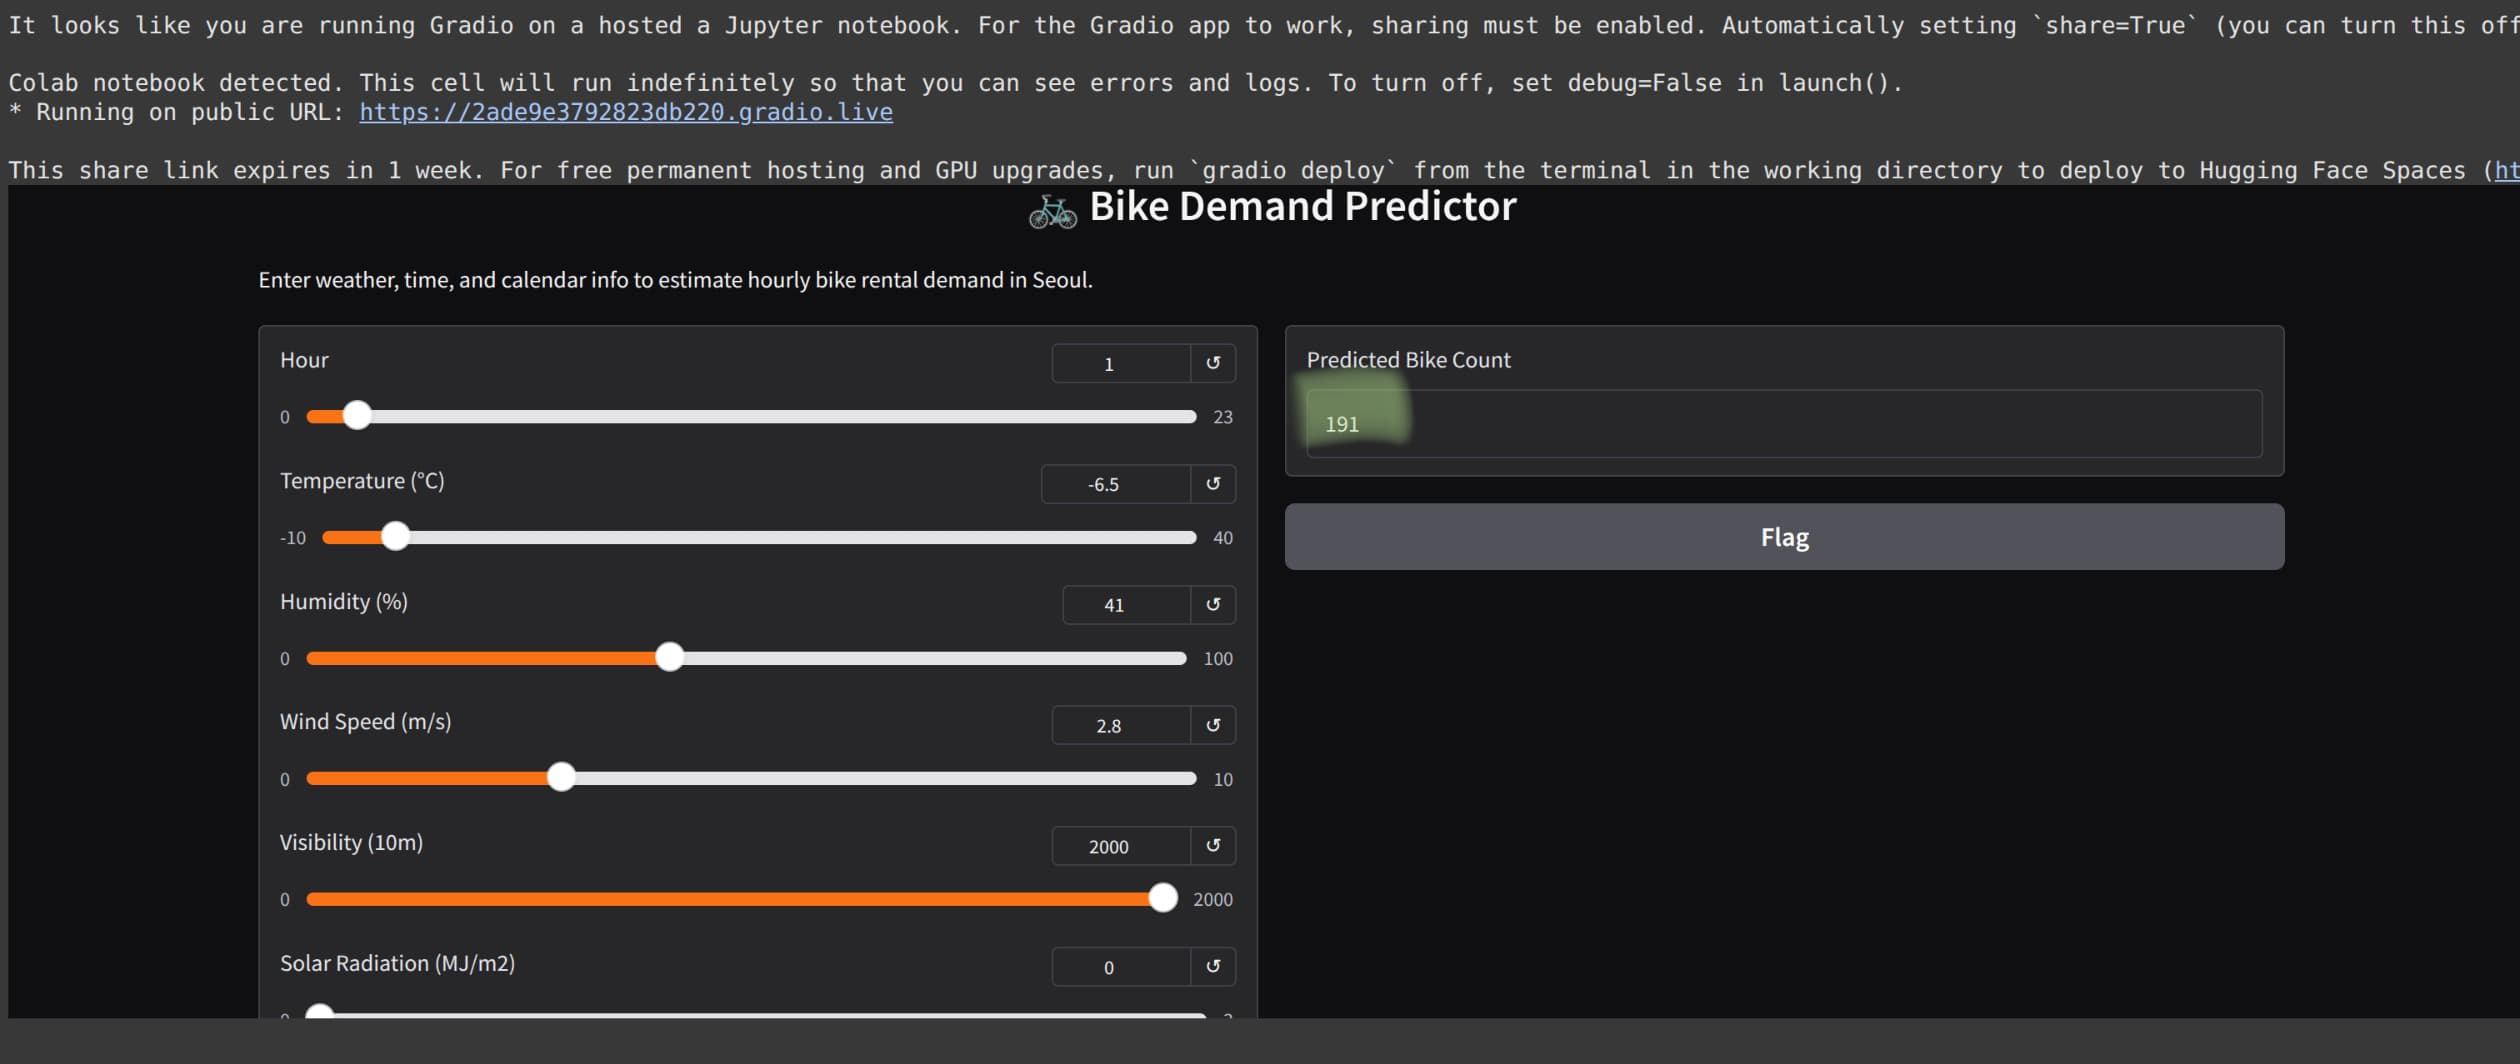 It looks like you are running Gradio on a hosted a Jupyter notebook. For the Gradio app to work, sharing must be enabled. Automatically setting `share=True` (you can turn this off
Colab notebook detected. This cell will run indefinitely so that you can see errors and logs. To turn off, set debug=False in launch().
* Running on public URL: https://2ade9e3792823db220.gradio.live
This share link expires in 1 week. For free permanent hosting and GPU upgrades, run `gradio deploy` from the terminal in the working directory to deploy to Hugging Face Spaces (ht
🚲 Bike Demand Predictor
Enter weather, time, and calendar info to estimate hourly bike rental demand in Seoul.
Hour
1 ↺
0 23
Temperature (°C)
-6.5 ↺
-10 40
Humidity (%)
41 ↺
0 100
Wind Speed (m/s)
2.8 ↺
0 10
Visibility (10m)
2000 ↺
0 2000
Solar Radiation (MJ/m2)
0 ↺
Predicted Bike Count
191
Flag